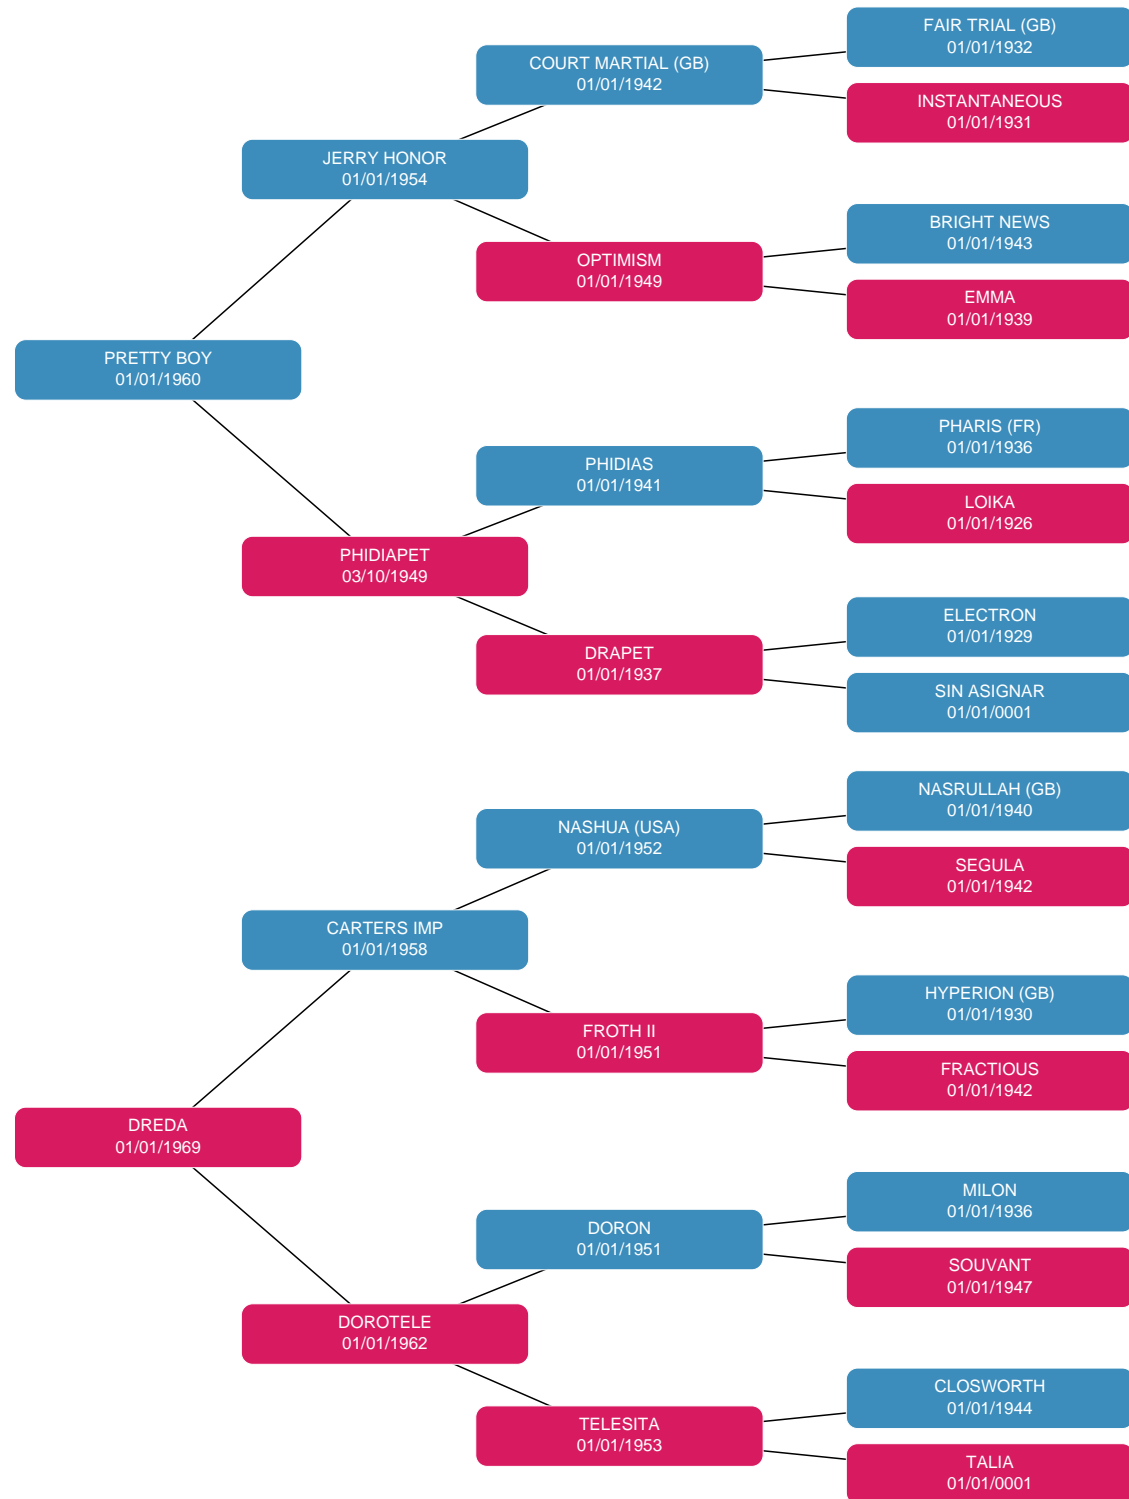 FAIR TRIAL (GB)
01/01/1932
COURT MARTIAL (GB)
01/01/1942
INSTANTANEOUS
01/01/1931
JERRY HONOR
01/01/1954
BRIGHT NEWS
01/01/1943
OPTIMISM
01/01/1949
EMMA
01/01/1939
PRETTY BOY
01/01/1960
PHARIS (FR)
01/01/1936
PHIDIAS
01/01/1941
LOIKA
01/01/1926
PHIDIAPET
03/10/1949
ELECTRON
01/01/1929
DRAPET
01/01/1937
SIN ASIGNAR
01/01/0001
NASRULLAH (GB)
01/01/1940
NASHUA (USA)
01/01/1952
SEGULA
01/01/1942
CARTERS IMP
01/01/1958
HYPERION (GB)
01/01/1930
FROTH II
01/01/1951
FRACTIOUS
01/01/1942
DREDA
01/01/1969
MILON
01/01/1936
DORON
01/01/1951
SOUVANT
01/01/1947
DOROTELE
01/01/1962
CLOSWORTH
01/01/1944
TELESITA
01/01/1953
TALIA
01/01/0001